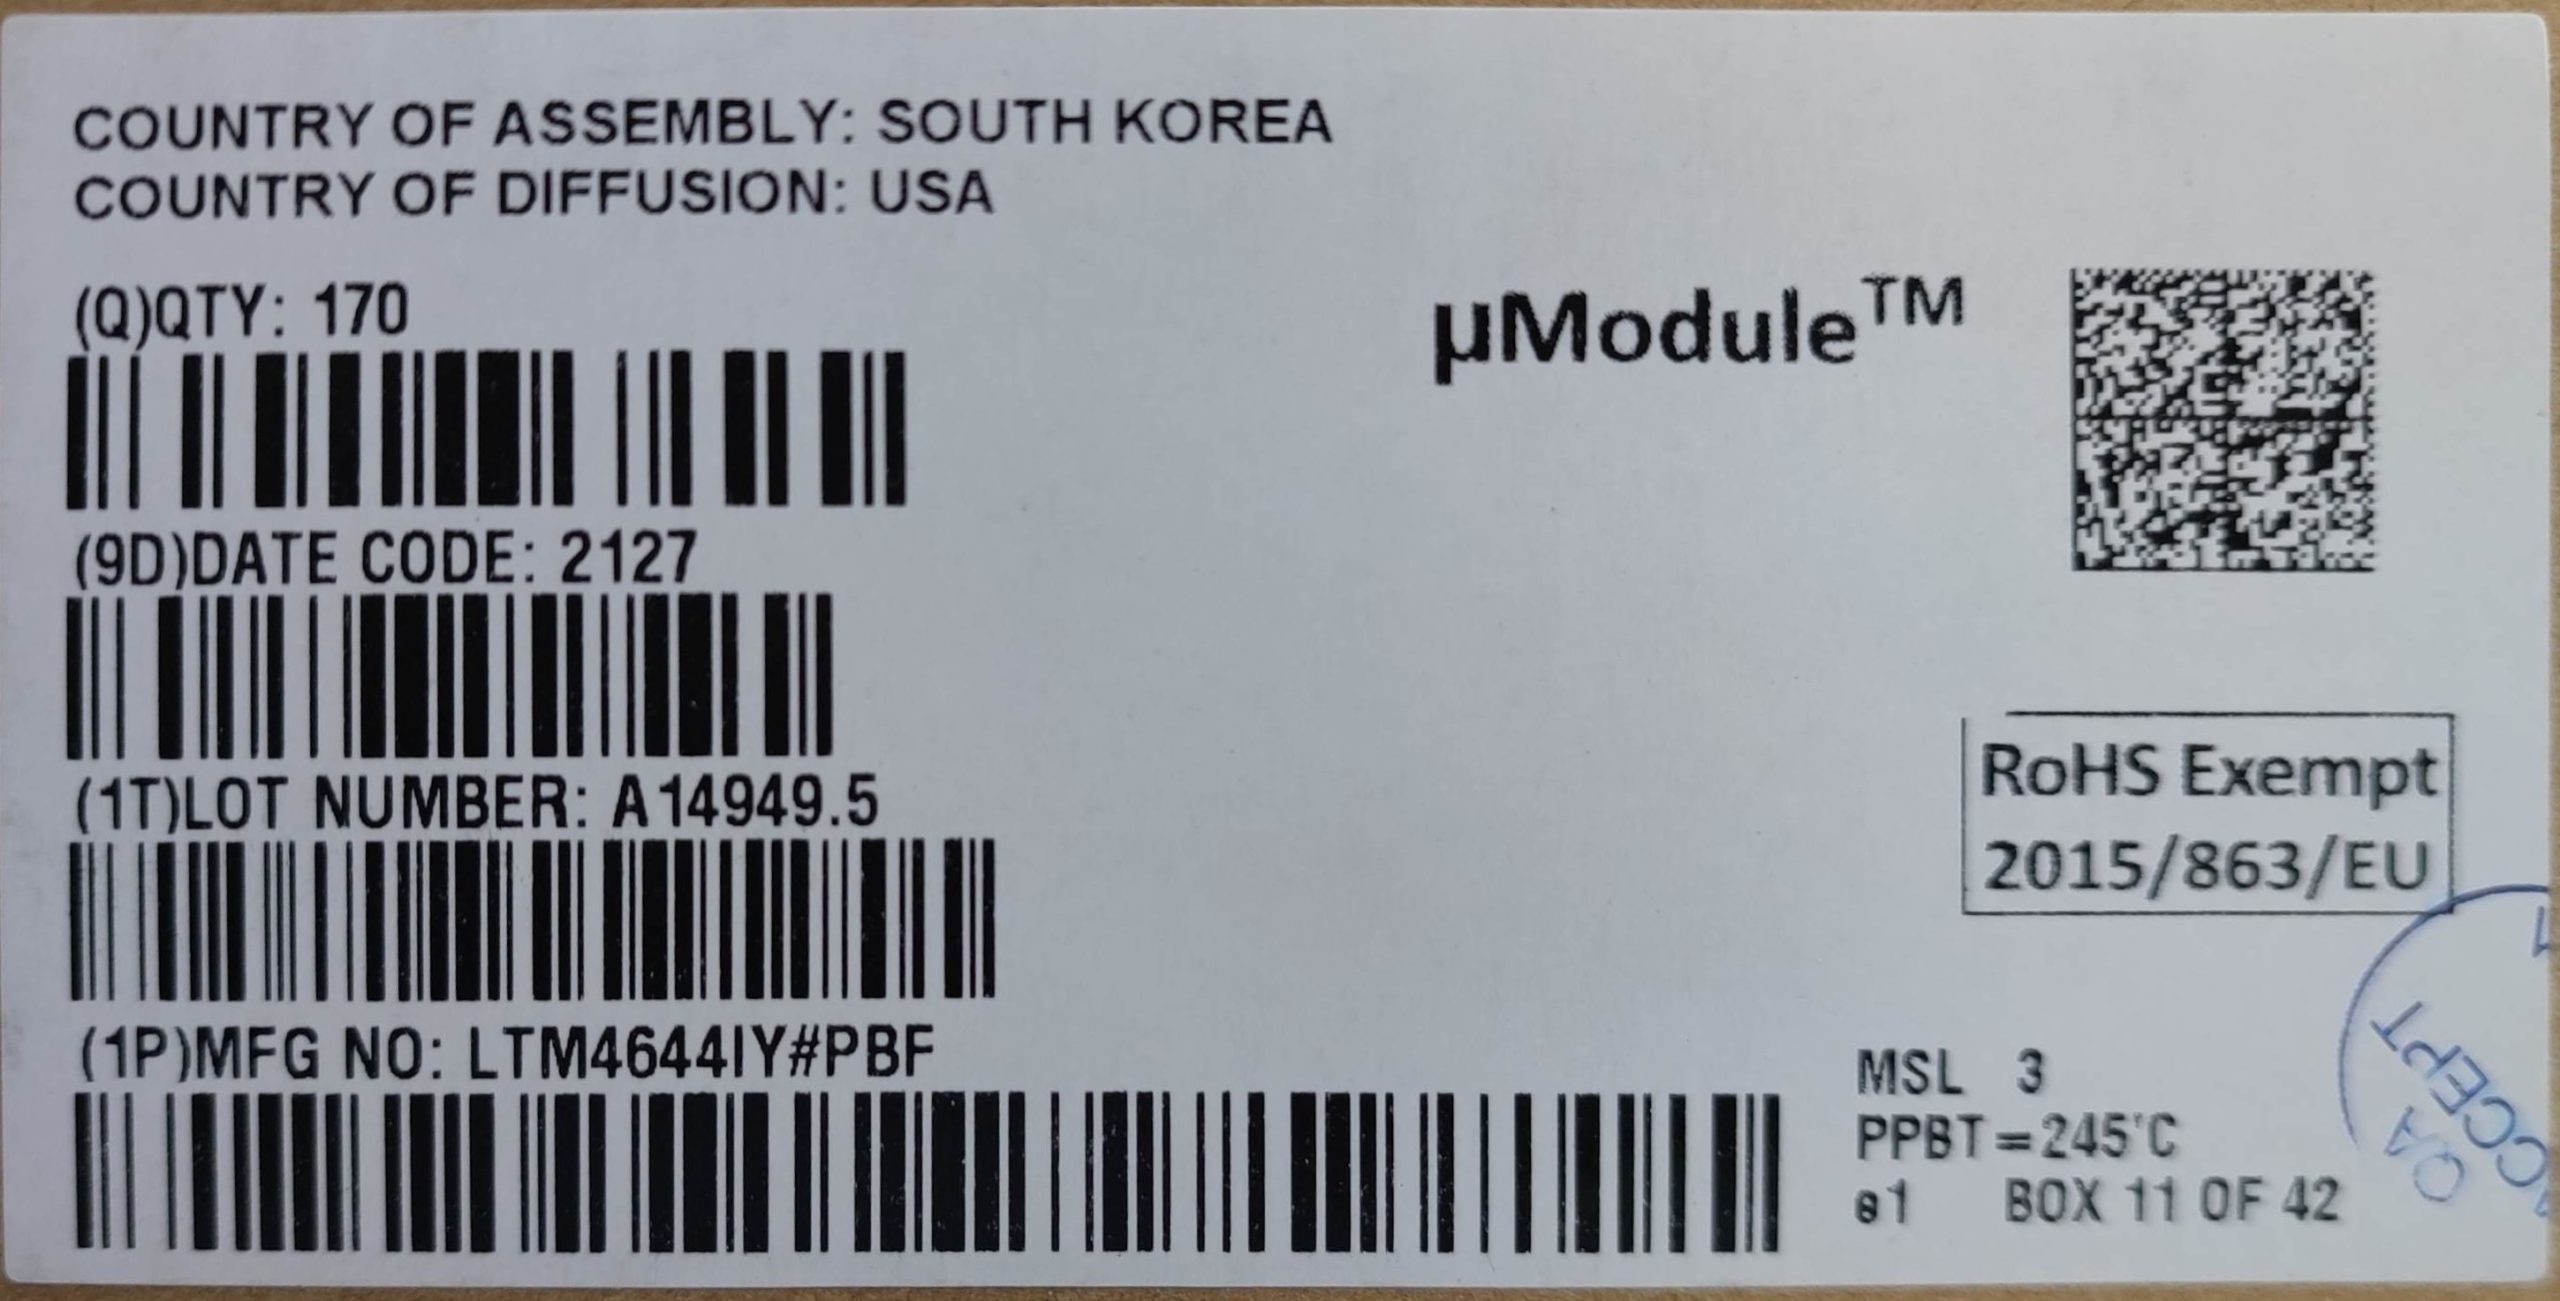 COUNTRY OF ASSEMBLY: SOUTH KOREA
COUNTRY OF DIFFUSION: USA
(Q)QTY: 170
µModule™
(9D)DATE CODE: 2127
(1T)LOT NUMBER: A14949.5
RoHS Exempt
2015/863/EU
(1P)MFG NO: LTM4644IY#PBF
MSL 3
PPBT=245'C
e1 BOX 11 OF 42
QA